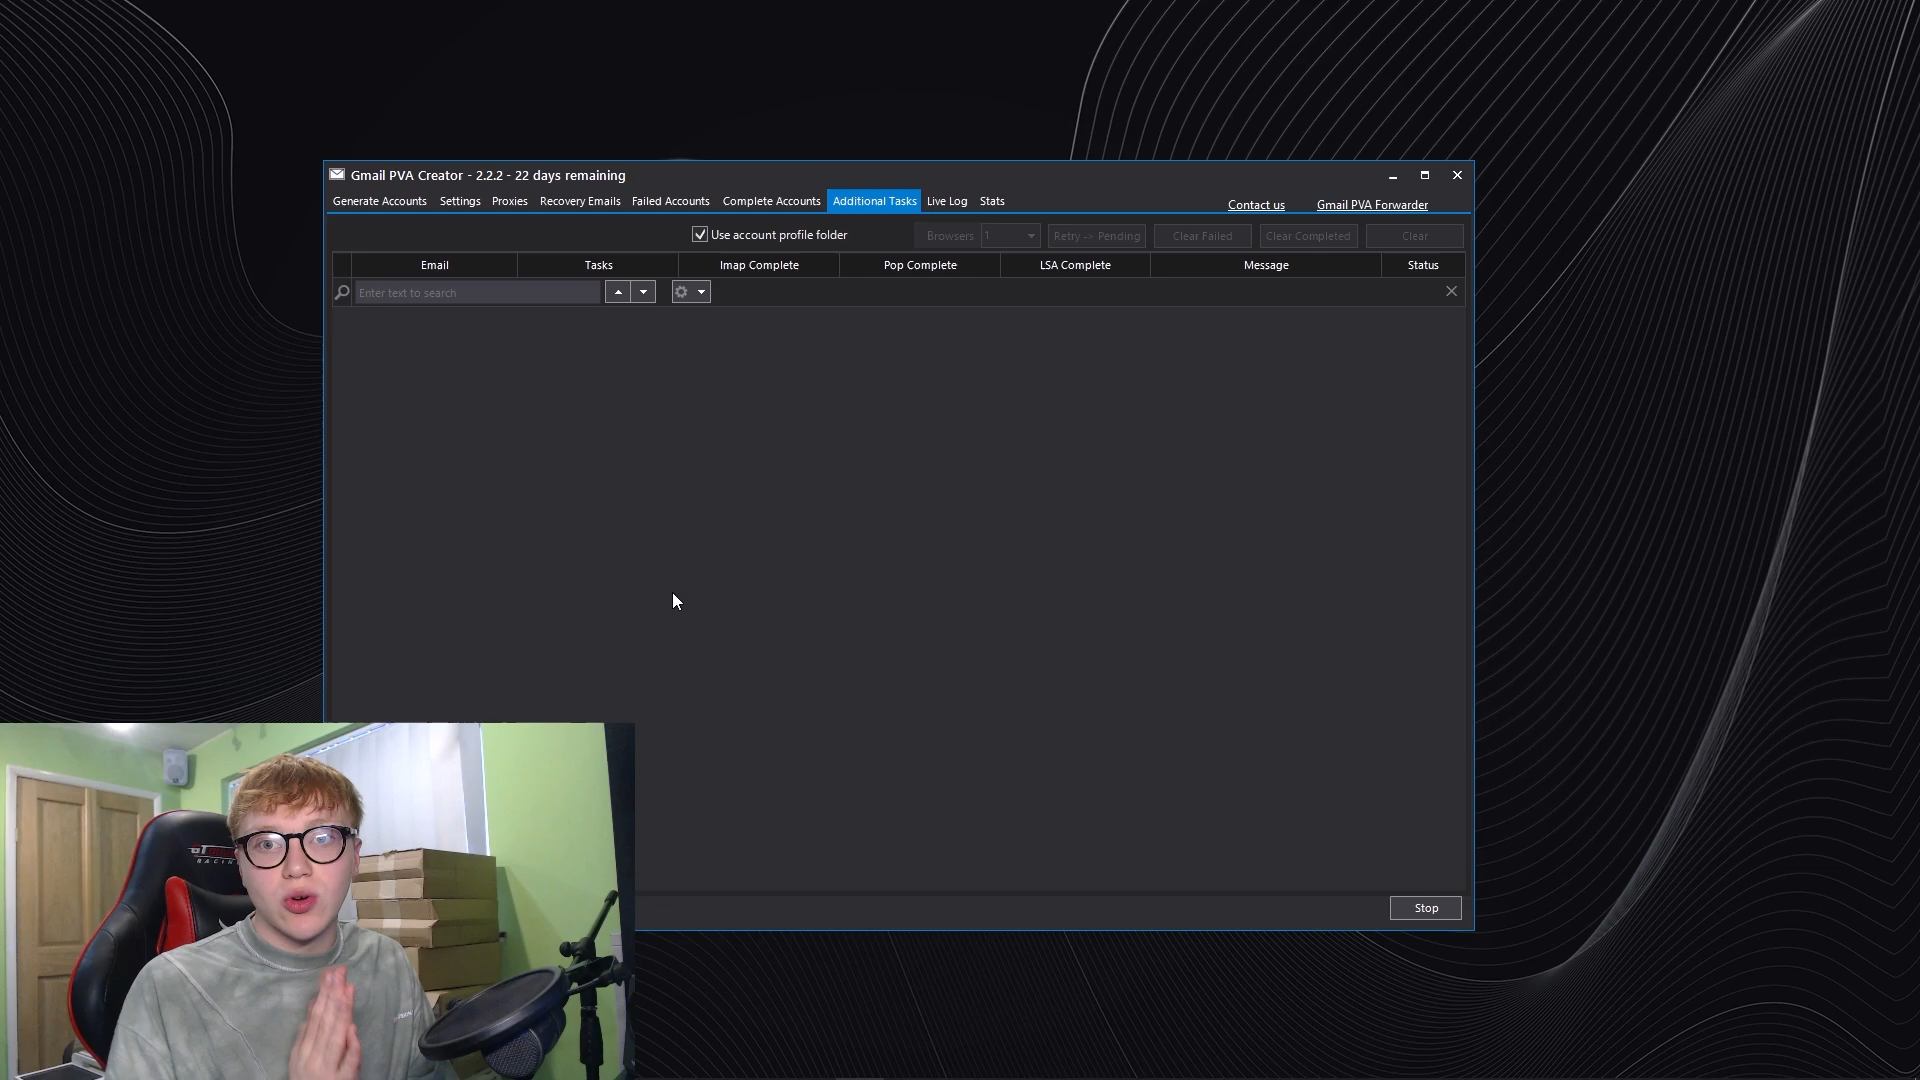 Gmail PVA Creator - 2.2.2 - 22 days remaining
Generate Accounts Settings Proxies Recovery Emails Failed Accounts Complete Accounts Additional Tasks Live Log Stats Contact us Gmail PVA Forwarder
Use account profile folder Browsers 1 Retry -> Pending Clear Failed Clear Completed Clear
Email Tasks Imap Complete Pop Complete LSA Complete Message Status
Enter text to search
Stop
RACING